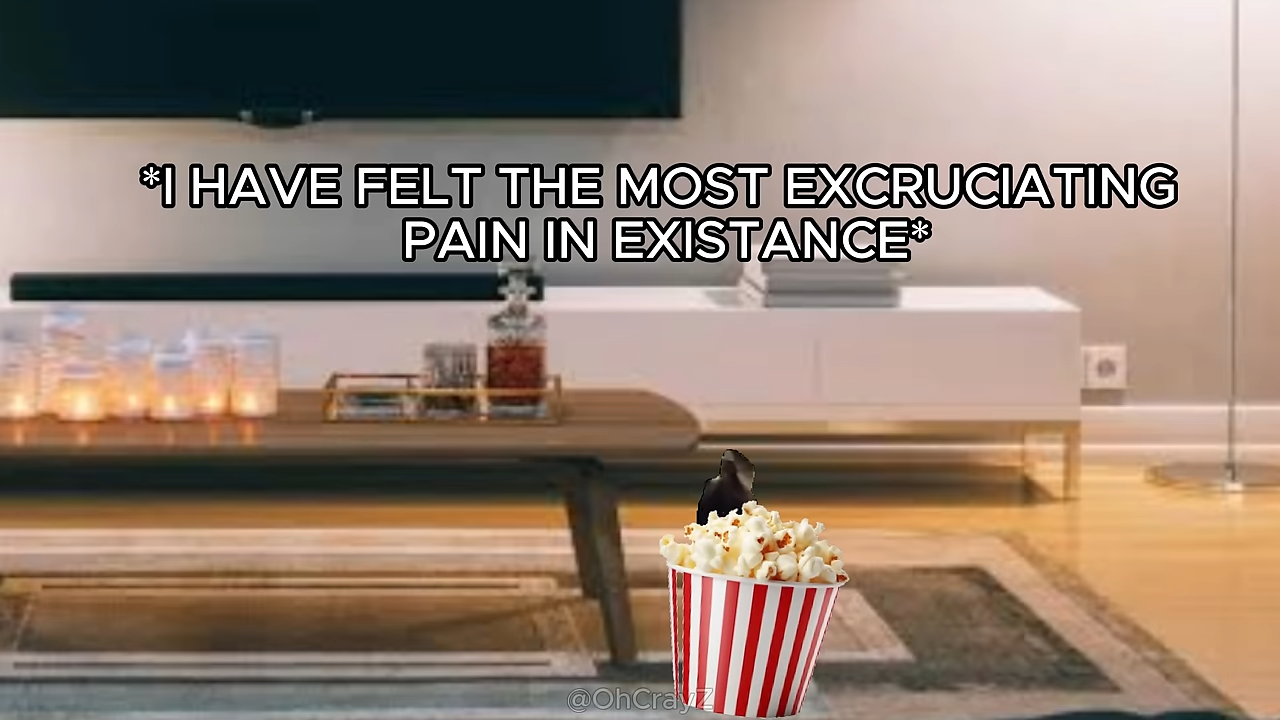 *I HAVE FELT THE MOST EXCRUCIATING
PAIN IN EXISTANCE*
@OhCrayZ